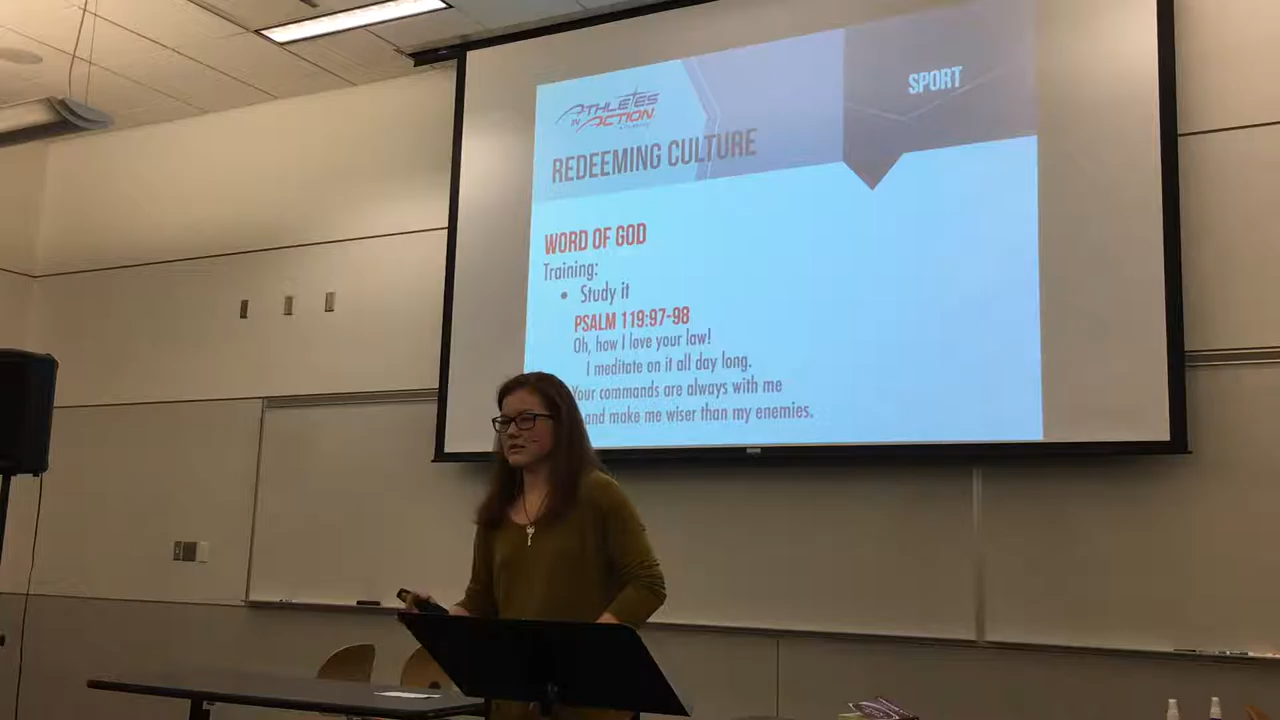 ATHLETES
IN ACTION
SPORT
REDEEMING CULTURE
WORD OF GOD
Training:
• Study it
PSALM 119:97-98
Oh, how I love your law!
I meditate on it all day long.
Your commands are always with me
and make me wiser than my enemies.